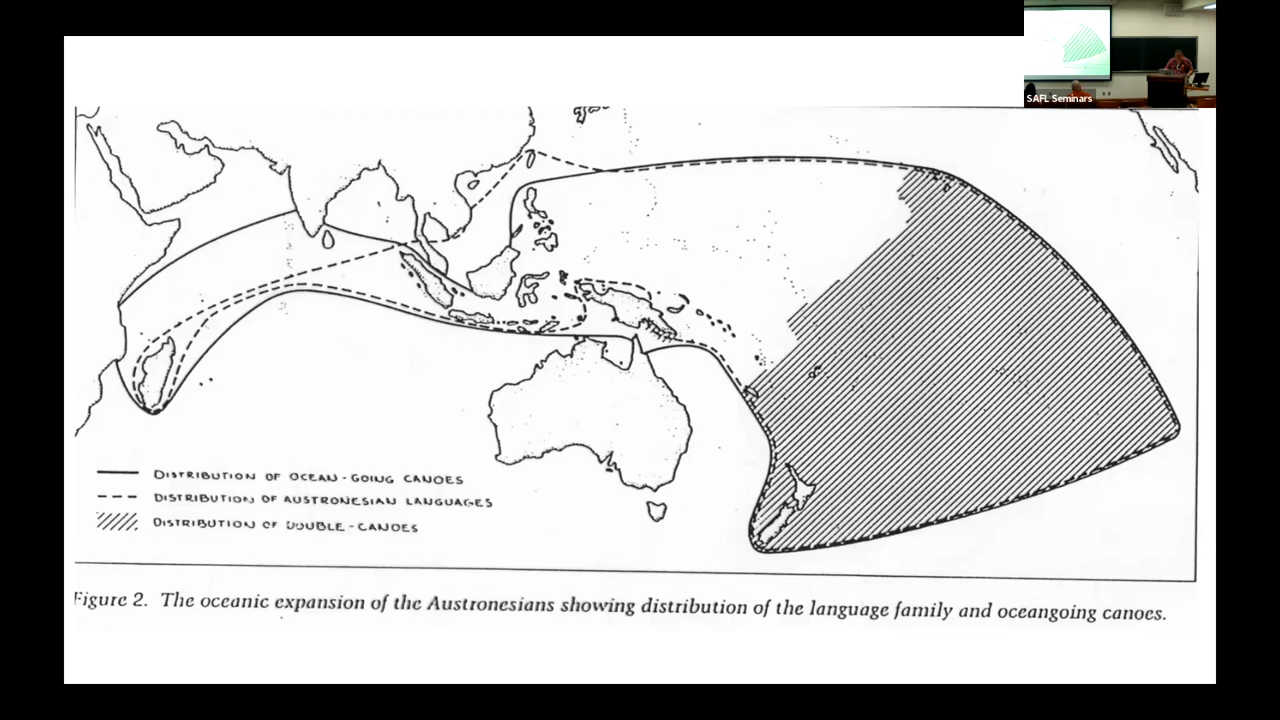 SAFL Seminars
DISTRIBUTION OF OCEAN-GOING CANOES
DISTRIBUTION OF AUSTRONESIAN LANGUAGES
DISTRIBUTION OF DOUBLE-CANOES
Figure 2. The oceanic expansion of the Austronesians showing distribution of the language family and oceangoing canoes.